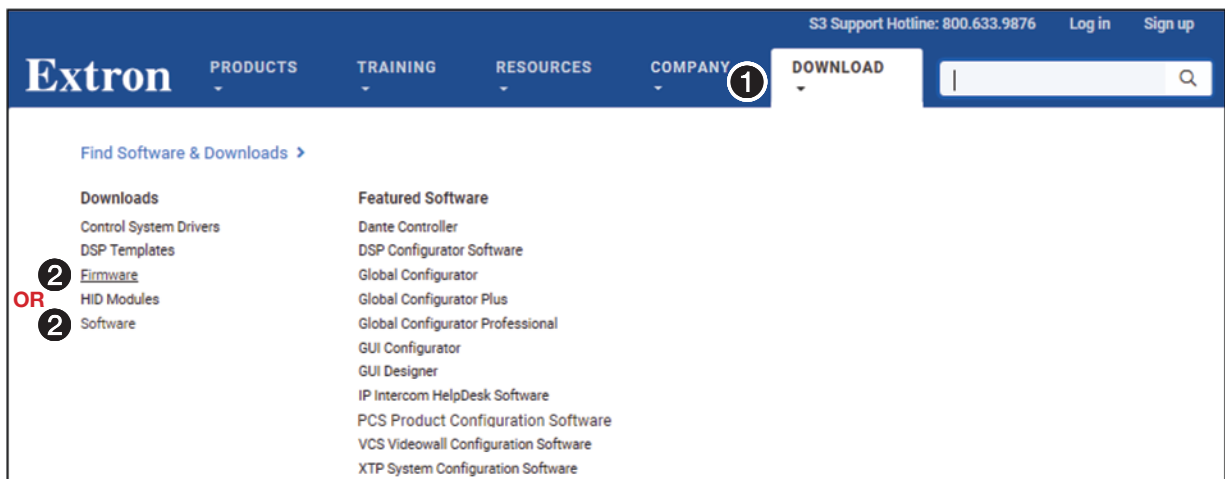 S3 Support Hotline: 800.633.9876 Log in Sign up
Extron PRODUCTS TRAINING RESOURCES COMPANY 1 DOWNLOAD
Find Software & Downloads >
Downloads
Control System Drivers
DSP Templates
2 Firmware
OR HID Modules
2 Software
Featured Software
Dante Controller
DSP Configurator Software
Global Configurator
Global Configurator Plus
Global Configurator Professional
GUI Configurator
GUI Designer
IP Intercom HelpDesk Software
PCS Product Configuration Software
VCS Videowall Configuration Software
XTP System Configuration Software